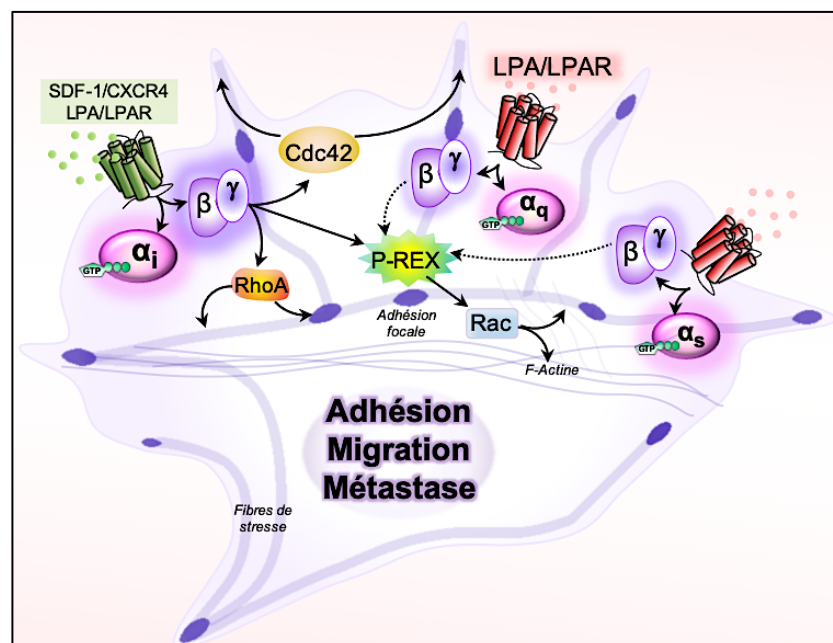 SDF-1/CXCR4
LPA/LPAR
β
γ
αi
GTP
Cdc42
RhoA
LPA/LPAR
β
γ
αq
GTP
P-REX
β
γ
αs
GTP
Adhésion
focale
Rac
F-Actine
Adhésion
Migration
Métastase
Fibres de
stresse